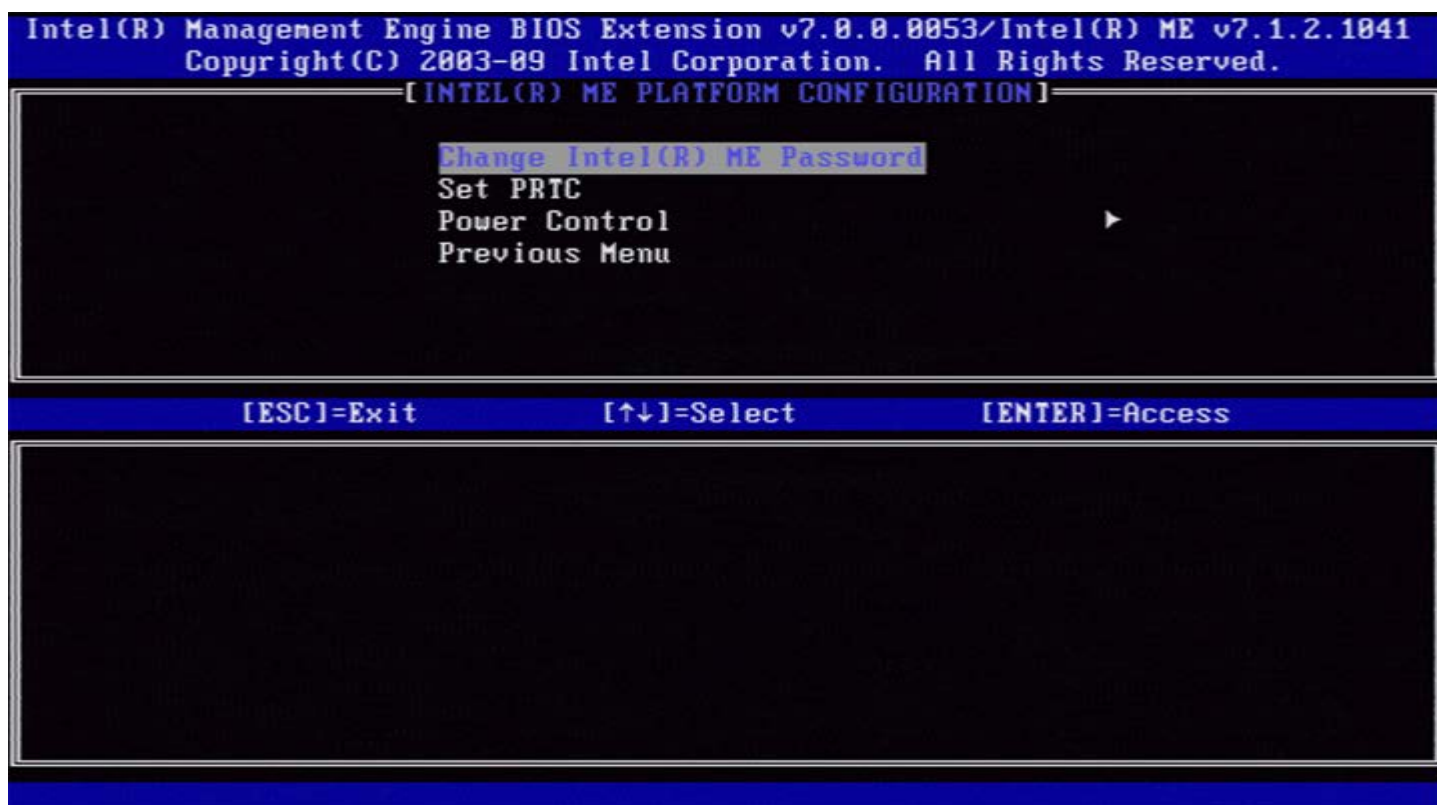 Intel(R) Management Engine BIOS Extension v7.0.0.0053/Intel(R) ME v7.1.2.1041
Copyright(C) 2003-09 Intel Corporation. All Rights Reserved.
[INTEL(R) ME PLATFORM CONFIGURATION]
Change Intel(R) ME Password
Set PRTC
Power Control ►
Previous Menu
[ESC]=Exit [↑↓]=Select [ENTER]=Access